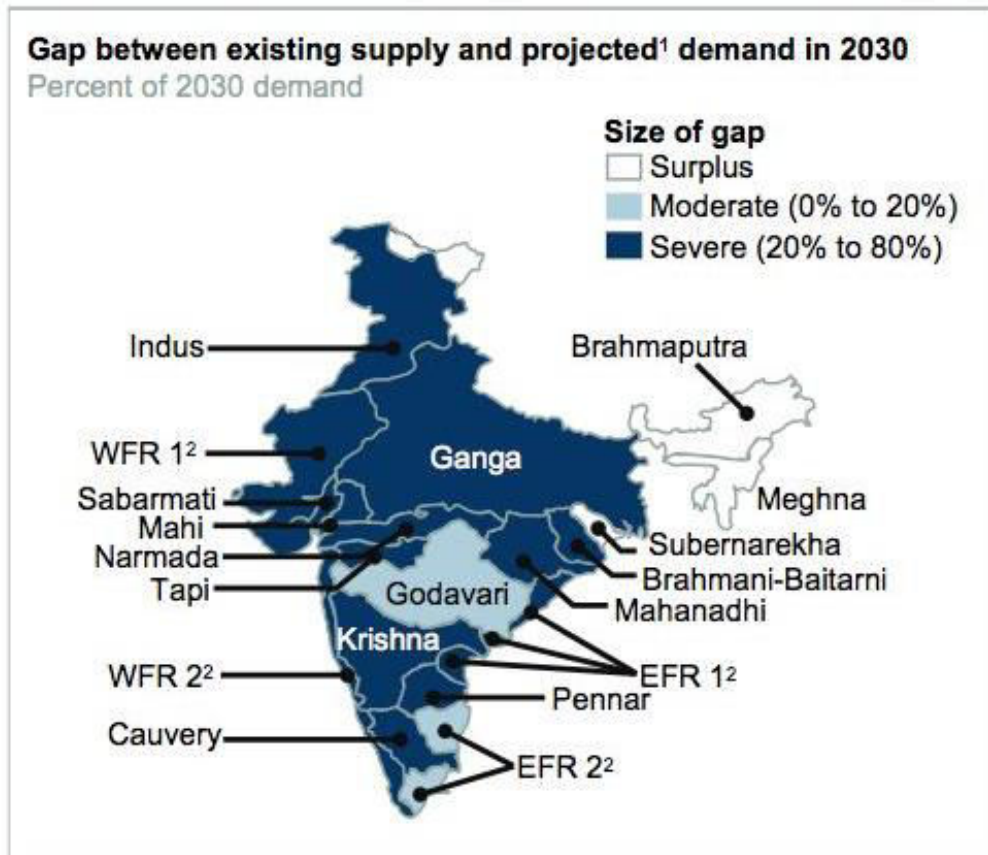 Gap between existing supply and projected¹ demand in 2030
Percent of 2030 demand
Size of gap
Surplus
Moderate (0% to 20%)
Severe (20% to 80%)
Indus
Brahmaputra
WFR 1²
Ganga
Sabarmati
Meghna
Mahi
Narmada
Subernarekha
Tapi
Brahmani-Baitarni
Godavari
Mahanadhi
Krishna
WFR 2²
EFR 1²
Pennar
Cauvery
EFR 2²